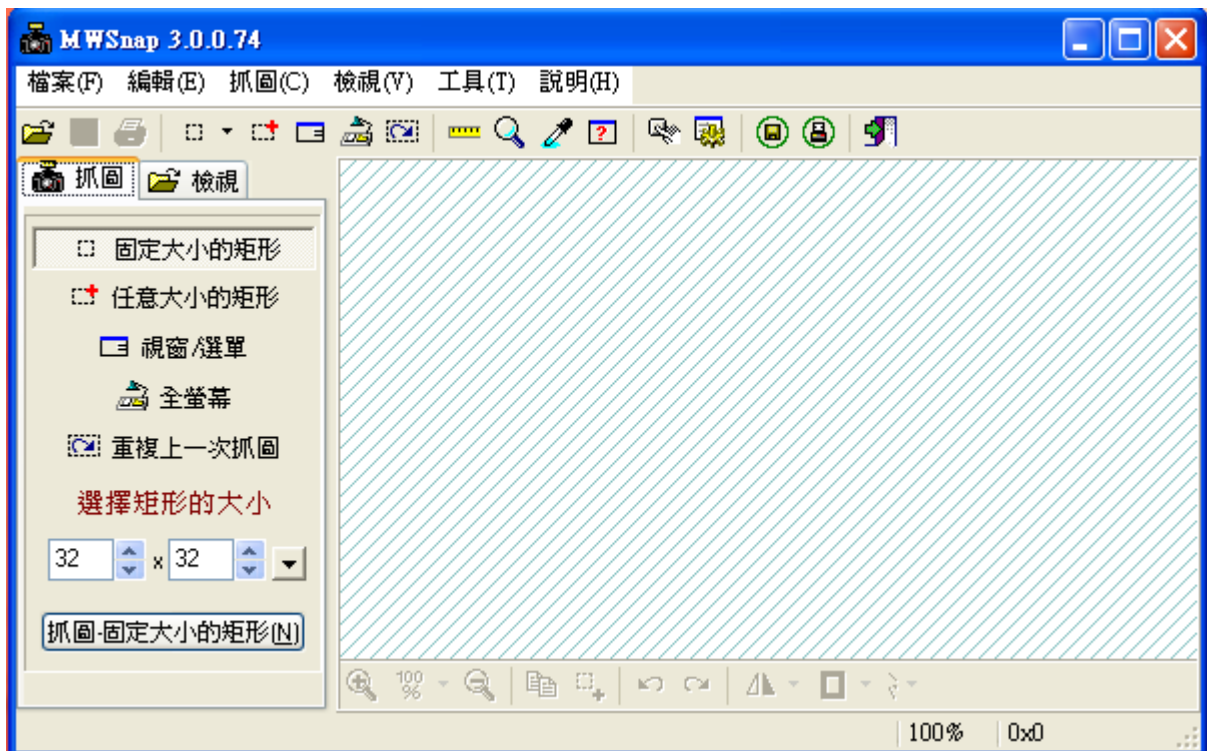 MWSnap 3.0.0.74
檔案(F) 編輯(E) 抓圖(C) 檢視(V) 工具(T) 說明(H)
抓圖 檢視
固定大小的矩形
任意大小的矩形
視窗/選單
全螢幕
重複上一次抓圖
選擇矩形的大小
32 x 32
抓圖-固定大小的矩形(N)
100%
100% 0x0